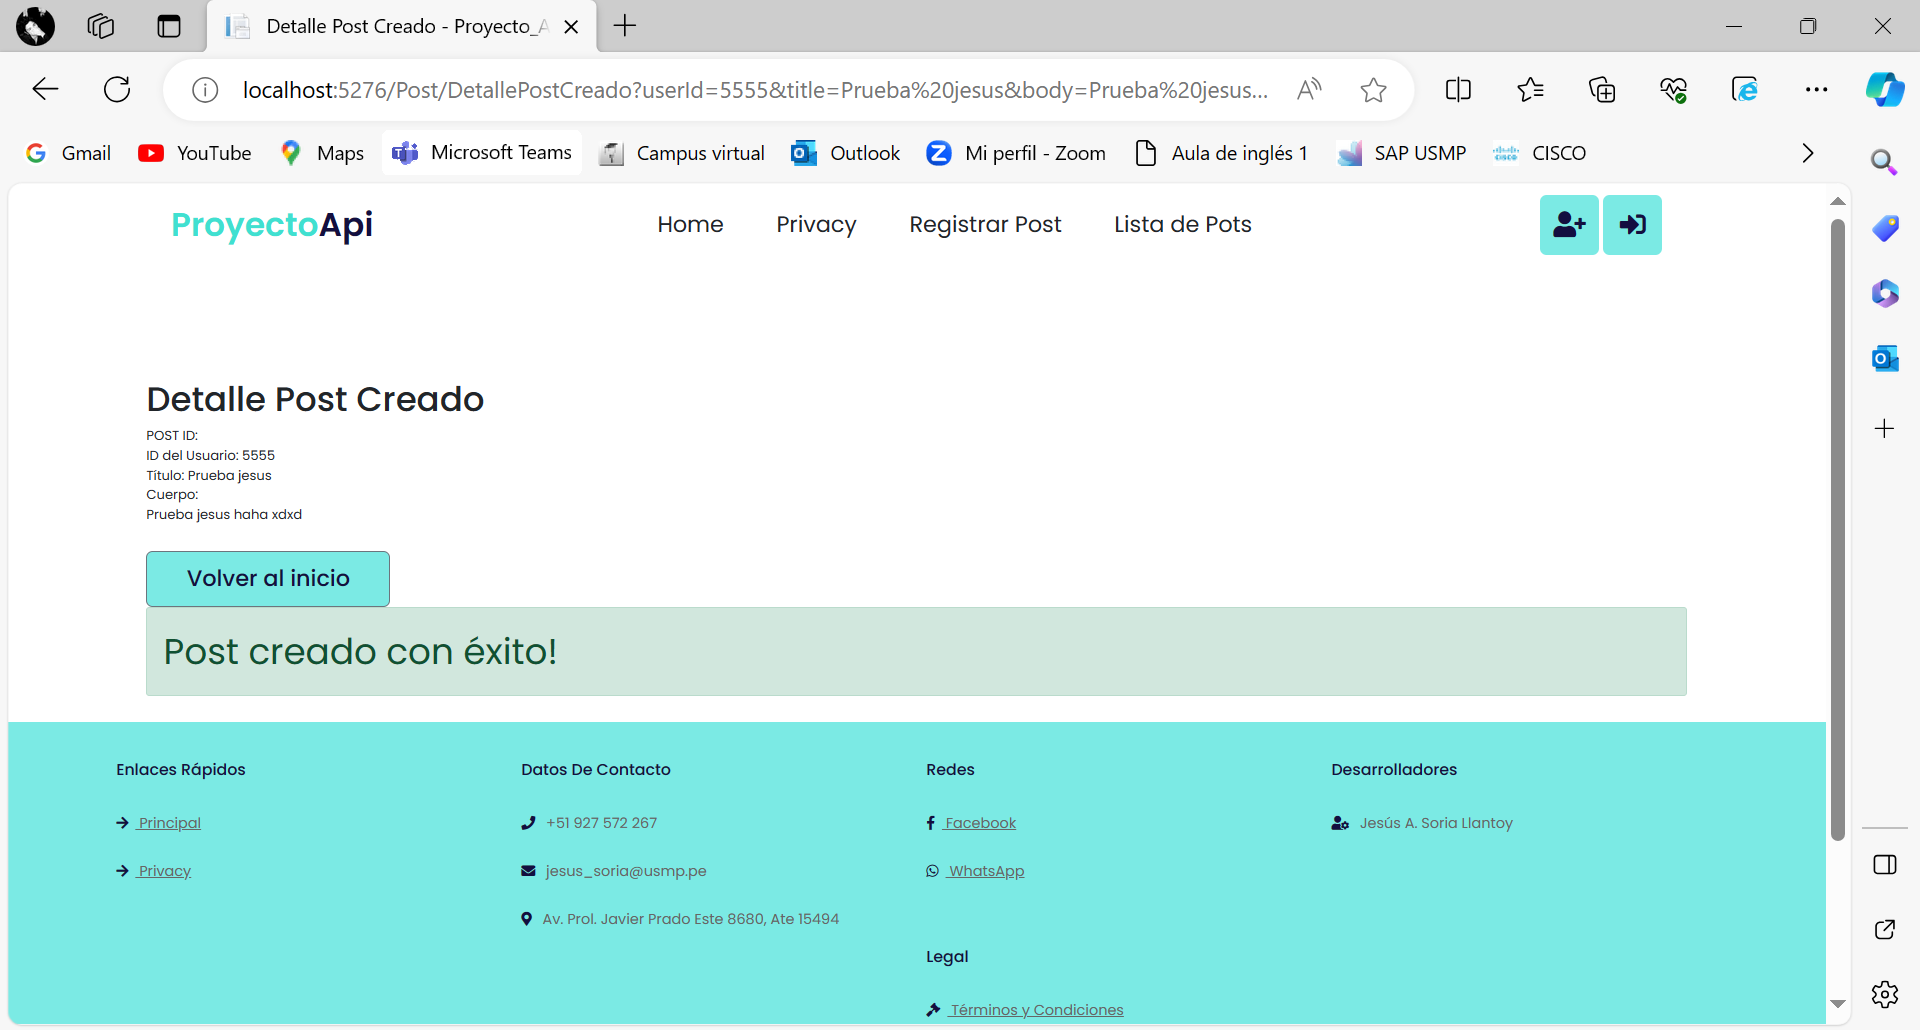 Detalle Post Creado - Proyecto_A
localhost:5276/Post/DetallePostCreado?userId=5555&title=Prueba%20jesus&body=Prueba%20jesus...
Gmail YouTube Maps Microsoft Teams Campus virtual Outlook Mi perfil - Zoom Aula de inglés 1 SAP USMP CISCO
ProyectoApi Home Privacy Registrar Post Lista de Pots
Detalle Post Creado
POST ID:
ID del Usuario: 5555
Título: Prueba jesus
Cuerpo:
Prueba jesus haha xdxd
Volver al inicio
Post creado con éxito!
Enlaces Rápidos
Principal
Privacy
Datos De Contacto
+51 927 572 267
jesus_soria@usmp.pe
Av. Prol. Javier Prado Este 8680, Ate 15494
Redes
Facebook
WhatsApp
Legal
Términos y Condiciones
Desarrolladores
Jesús A. Soria Llantoy